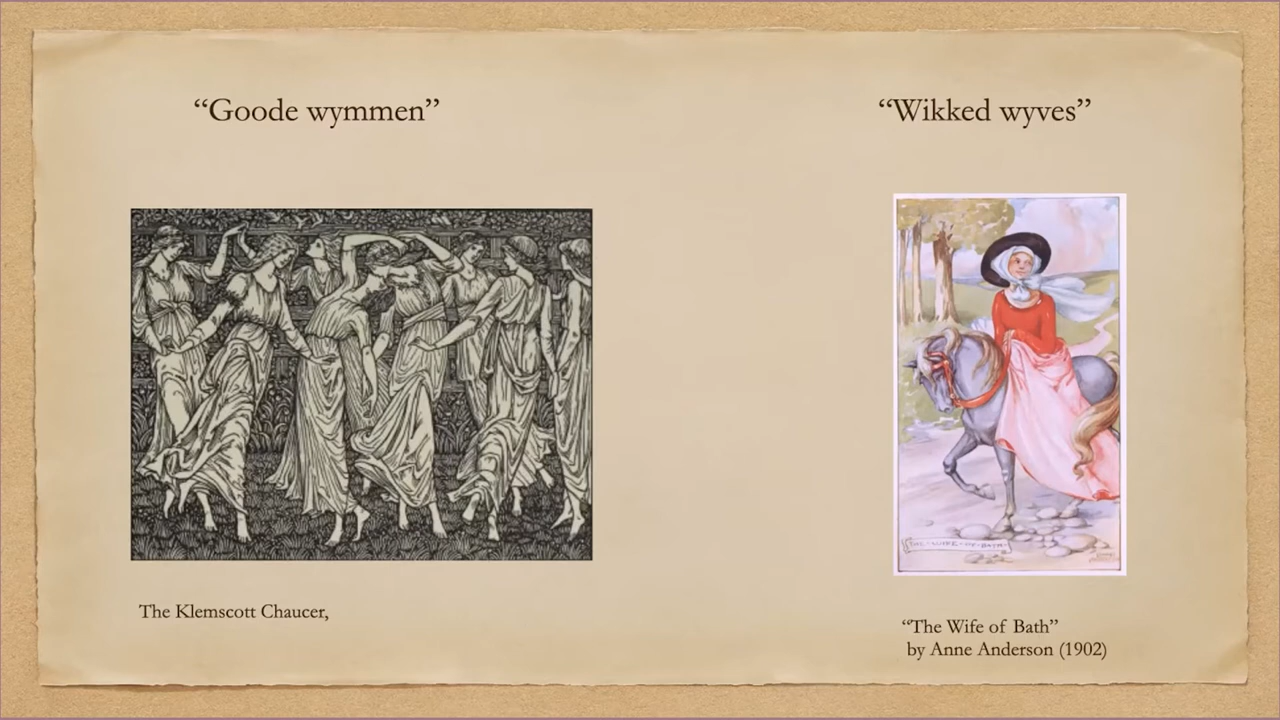 “Goode wymmen”
“Wikked wyves”
THE · WIFE · OF · BATH
The Klemscott Chaucer,
“The Wife of Bath”
by Anne Anderson (1902)